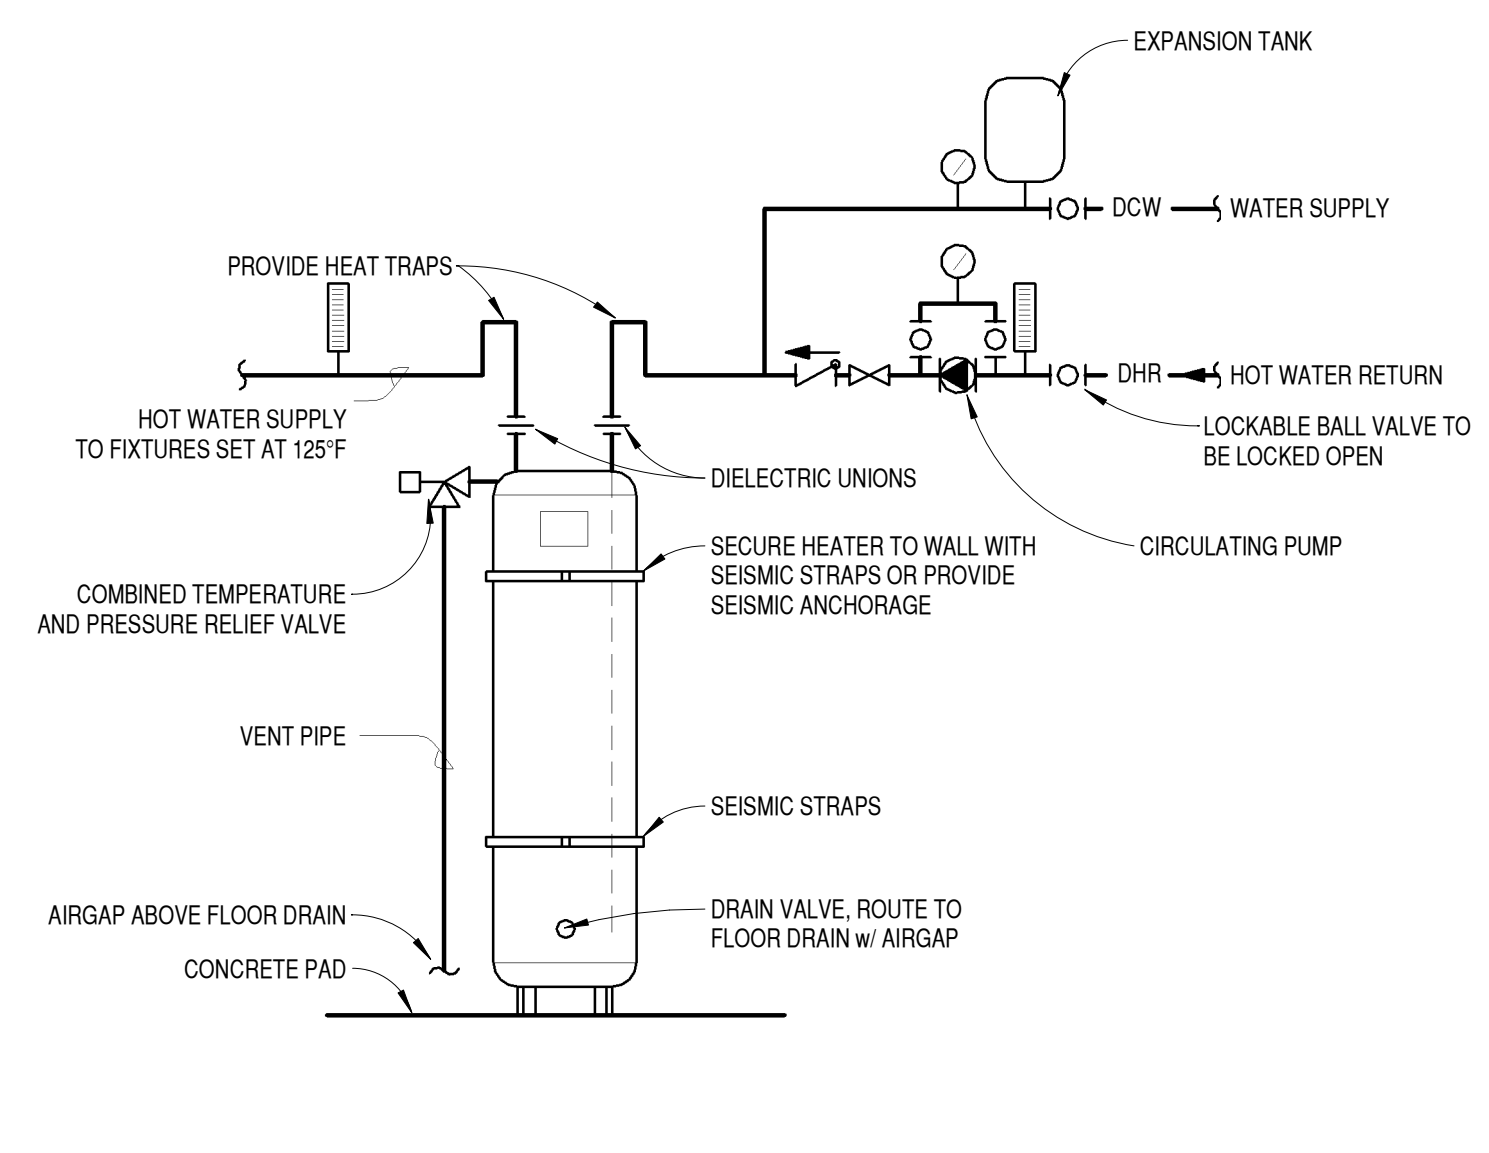 EXPANSION TANK
DCW
WATER SUPPLY
PROVIDE HEAT TRAPS
DHR
HOT WATER RETURN
HOT WATER SUPPLY
TO FIXTURES SET AT 125°F
LOCKABLE BALL VALVE TO
BE LOCKED OPEN
DIELECTRIC UNIONS
CIRCULATING PUMP
SECURE HEATER TO WALL WITH
SEISMIC STRAPS OR PROVIDE
SEISMIC ANCHORAGE
COMBINED TEMPERATURE
AND PRESSURE RELIEF VALVE
VENT PIPE
SEISMIC STRAPS
AIRGAP ABOVE FLOOR DRAIN
DRAIN VALVE, ROUTE TO
FLOOR DRAIN w/ AIRGAP
CONCRETE PAD